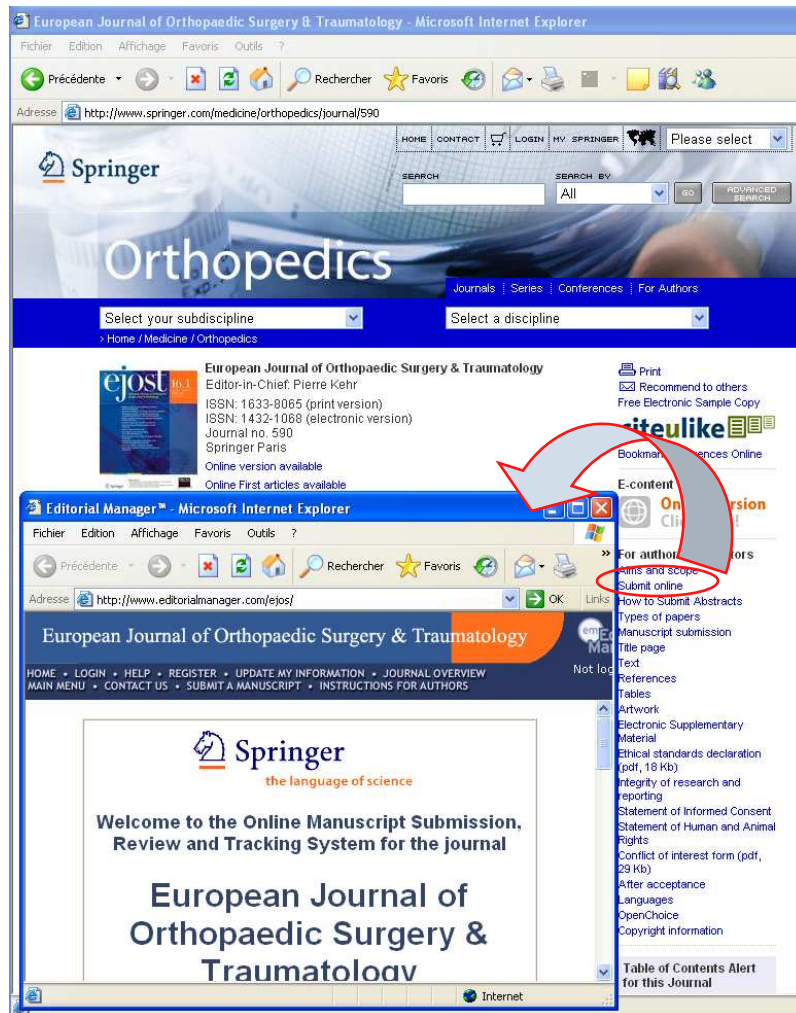 European Journal of Orthopaedic Surgery & Traumatology - Microsoft Internet Explorer
Fichier Edition Affichage Favoris Outils ?
Précédente Rechercher Favoris
Adresse http://www.springer.com/medicine/orthopedics/journal/590
HOME CONTACT LOGIN MY SPRINGER Please select
Springer
SEARCH SEARCH BY
All GO ADVANCED SEARCH
Orthopedics
Journals Series Conferences For Authors
Select your subdiscipline Select a discipline
› Home / Medicine / Orthopedics
ejost 16.1
European Journal of Orthopaedic Surgery & Traumatology
Editor-in-Chief: Pierre Kehr
ISSN: 1633-8065 (print version)
ISSN: 1432-1068 (electronic version)
Journal no. 590
Springer Paris
Online version available
Online First articles available
Print
Recommend to others
Free Electronic Sample Copy
citeulike
Online
E-content
For
Aims and scope
Submit online
How to Submit Abstracts
Types of papers
Manuscript submission
Title page
Text
References
Tables
Artwork
Electronic Supplementary
Material
Ethical standards declaration
(pdf, 18 Kb)
Integrity of research and
reporting
Statement of Informed Consent
Statement of Human and Animal
Rights
Conflict of interest form (pdf,
29 Kb)
After acceptance
Languages
OpenChoice
Copyright information
Table of Contents Alert
for this Journal
Editorial Manager™ - Microsoft Internet Explorer
Fichier Edition Affichage Favoris Outils ?
Précédente Rechercher Favoris »
Adresse http://www.editorialmanager.com/ejos/ OK Links
European Journal of Orthopaedic Surgery & Traumatology
em
HOME • LOGIN • HELP • REGISTER • UPDATE MY INFORMATION • JOURNAL OVERVIEW
MAIN MENU • CONTACT US • SUBMIT A MANUSCRIPT • INSTRUCTIONS FOR AUTHORS
Not
Springer
the language of science
Welcome to the Online Manuscript Submission,
Review and Tracking System for the journal
European Journal of
Orthopaedic Surgery &
Traumatology
Internet